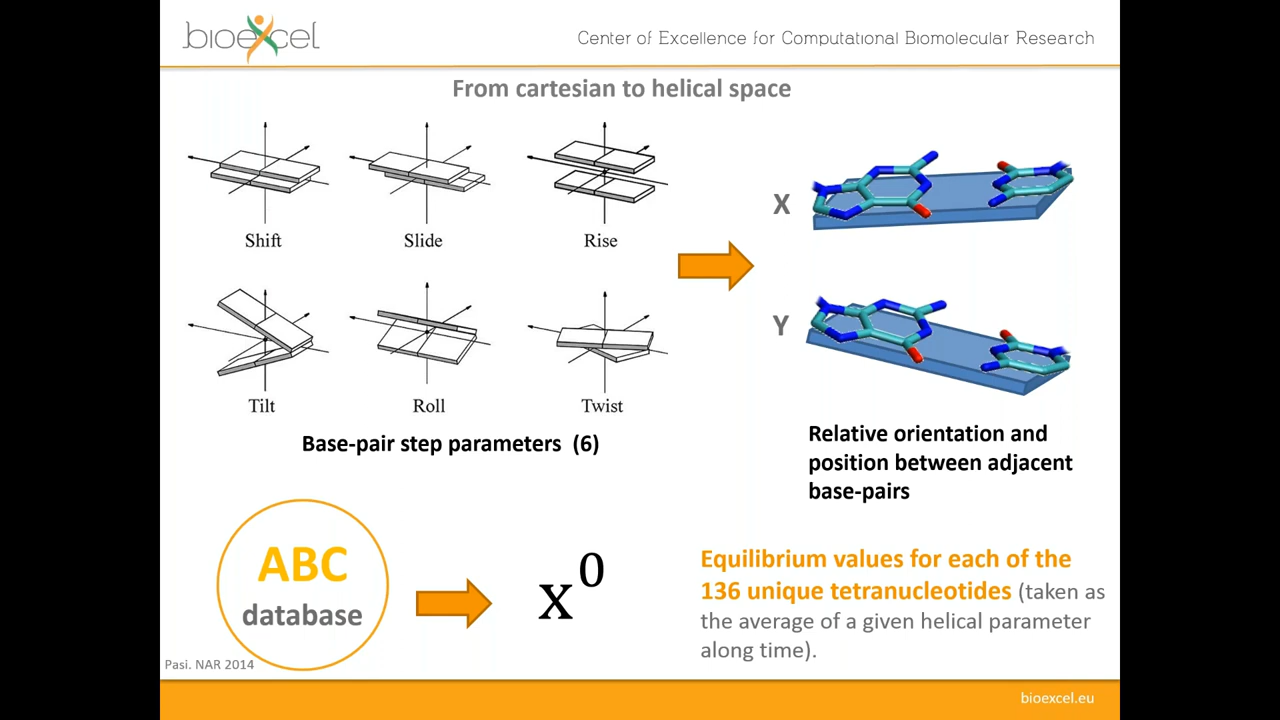 bioexcel
Center of Excellence for Computational Biomolecular Research
From cartesian to helical space
Shift
Slide
Rise
Tilt
Roll
Twist
Base-pair step parameters (6)
X
Y
Relative orientation and
position between adjacent
base-pairs
ABC
database
x⁰
Equilibrium values for each of the
136 unique tetranucleotides (taken as
the average of a given helical parameter
along time).
Pasi. NAR 2014
bioexcel.eu